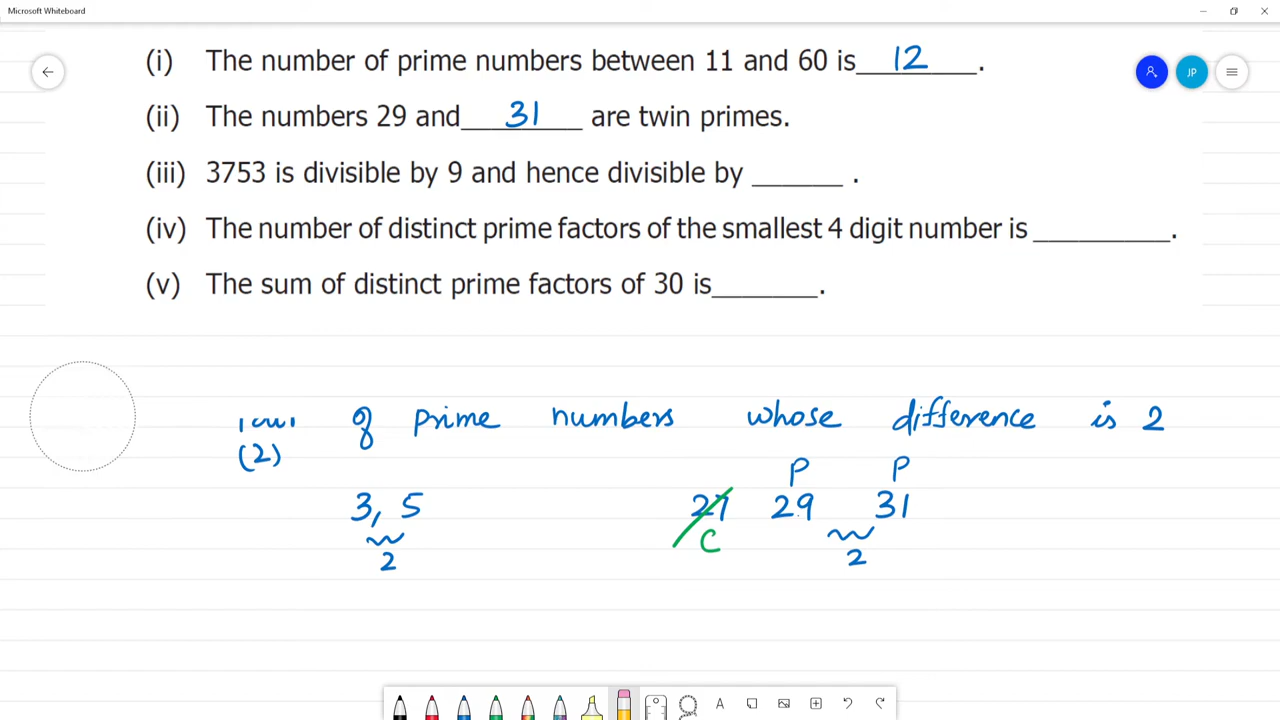 Microsoft Whiteboard
JP
(i) The number of prime numbers between 11 and 60 is 12.
(ii) The numbers 29 and 31 are twin primes.
(iii) 3753 is divisible by 9 and hence divisible by ______ .
(iv) The number of distinct prime factors of the smallest 4 digit number is _________.
(v) The sum of distinct prime factors of 30 is_______.
of prime numbers whose difference is 2
(2)
P P
3, 5 27 29 31
C
2 2
A